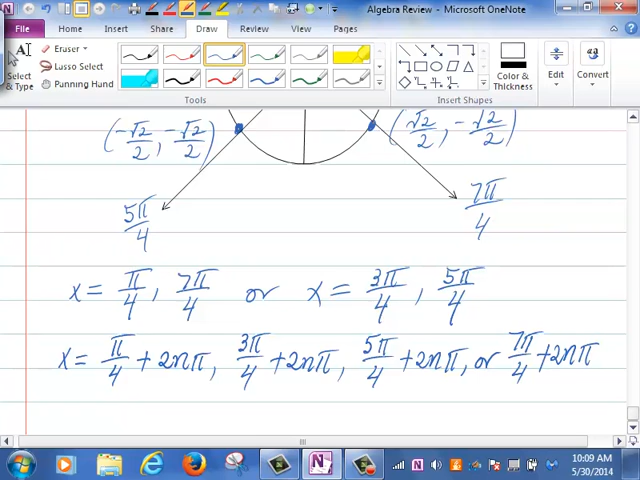 Algebra Review - Microsoft OneNote
File Home Insert Share Draw Review View Pages
Select & Type
Eraser
Lasso Select
Panning Hand
Color & Thickness
Edit
Convert
Tools
Insert Shapes
(-√2/2, -√2/2) (√2/2, -√2/2)
5π/4 7π/4
x = π/4, 7π/4 or x = 3π/4, 5π/4
x = π/4 + 2nπ, 3π/4 + 2nπ, 5π/4 + 2nπ, or 7π/4 + 2nπ
10:09 AM
5/30/2014